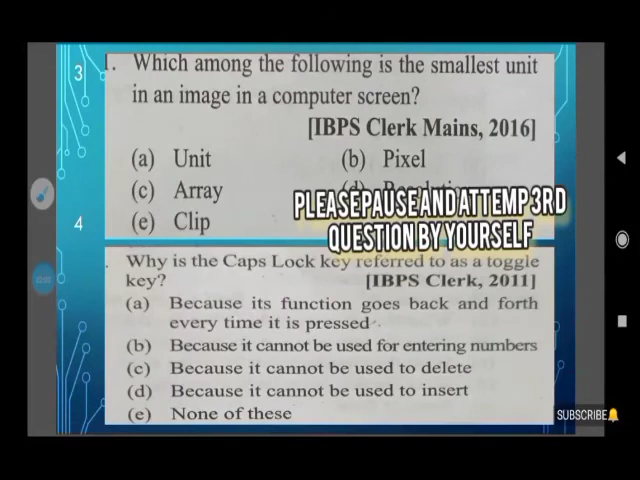 3
1. Which among the following is the smallest unit
in an image in a computer screen?
[IBPS Clerk Mains, 2016]
(a) Unit (b) Pixel
(c) Array
(e) Clip
PLEASE PAUSE AND ATTEMP 3RD
QUESTION BY YOURSELF
4
Why is the Caps Lock key referred to as a toggle
key? [IBPS Clerk, 2011]
(a) Because its function goes back and forth
every time it is pressed
(b) Because it cannot be used for entering numbers
(c) Because it cannot be used to delete
(d) Because it cannot be used to insert
(e) None of these
SUBSCRIBE